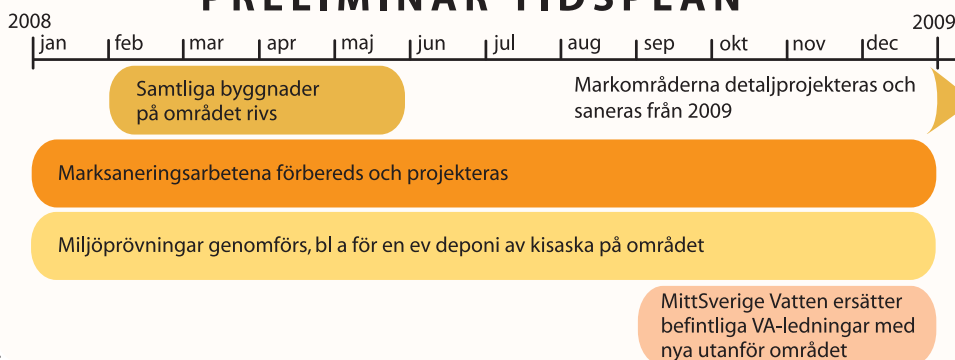 PRELIMINÄR TIDSPLAN
2008 2009
jan feb mar apr maj jun jul aug sep okt nov dec
Samtliga byggnader
på området rivs
Markområderna detaljprojekteras och
saneras från 2009
Marksaneringsarbetena förbereds och projekteras
Miljöprövningar genomförs, bl a för en ev deponi av kisaska på området
MittSverige Vatten ersätter
befintliga VA-ledningar med
nya utanför området